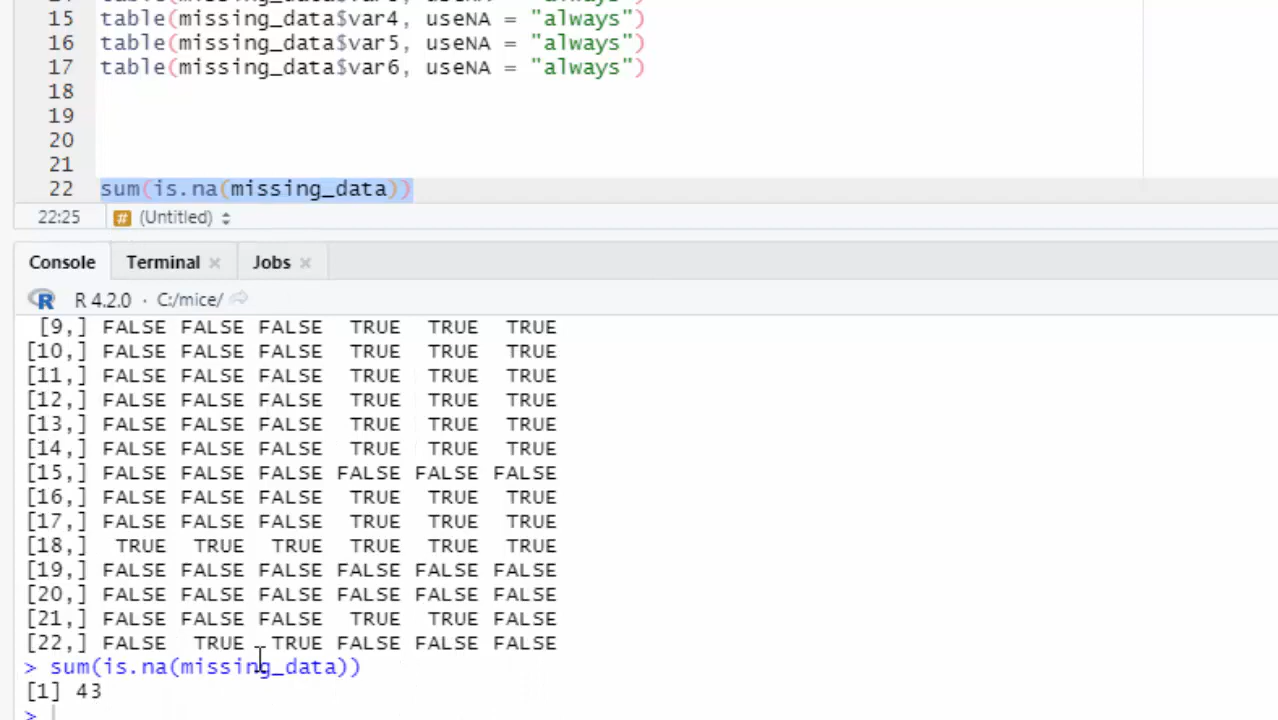 15 table(missing_data$var4, useNA = "always")
16 table(missing_data$var5, useNA = "always")
17 table(missing_data$var6, useNA = "always")
18
19
20
21
22 sum(is.na(missing_data))
22:25 # (Untitled)
Console Terminal Jobs
R R 4.2.0 · C:/mice/
[9,] FALSE FALSE FALSE TRUE TRUE TRUE
[10,] FALSE FALSE FALSE TRUE TRUE TRUE
[11,] FALSE FALSE FALSE TRUE TRUE TRUE
[12,] FALSE FALSE FALSE TRUE TRUE TRUE
[13,] FALSE FALSE FALSE TRUE TRUE TRUE
[14,] FALSE FALSE FALSE TRUE TRUE TRUE
[15,] FALSE FALSE FALSE FALSE FALSE FALSE
[16,] FALSE FALSE FALSE TRUE TRUE TRUE
[17,] FALSE FALSE FALSE TRUE TRUE TRUE
[18,] TRUE TRUE TRUE TRUE TRUE TRUE
[19,] FALSE FALSE FALSE FALSE FALSE FALSE
[20,] FALSE FALSE FALSE FALSE FALSE FALSE
[21,] FALSE FALSE FALSE TRUE TRUE FALSE
[22,] FALSE TRUE TRUE FALSE FALSE FALSE
> sum(is.na(missing_data))
[1] 43
>